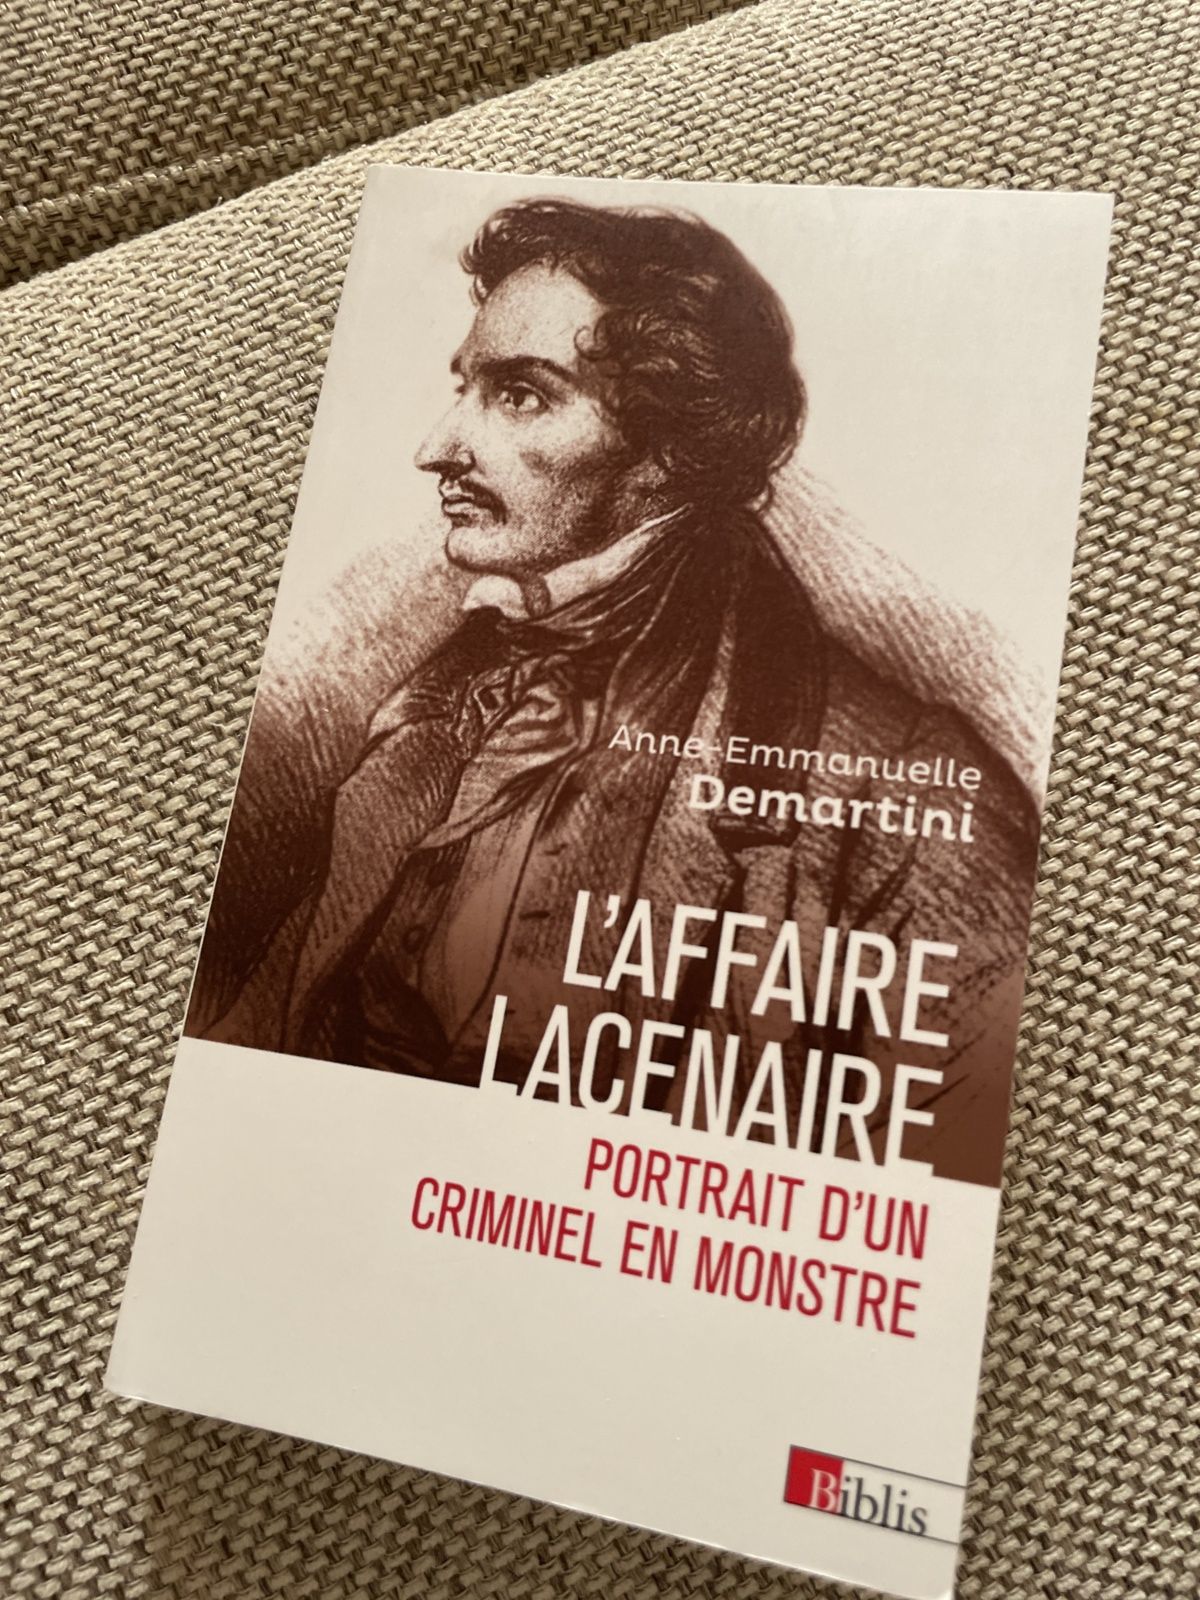 Anne-Emmanuelle
Demartini
L'AFFAIRE
LACENAIRE
PORTRAIT D'UN
CRIMINEL EN MONSTRE
Biblis